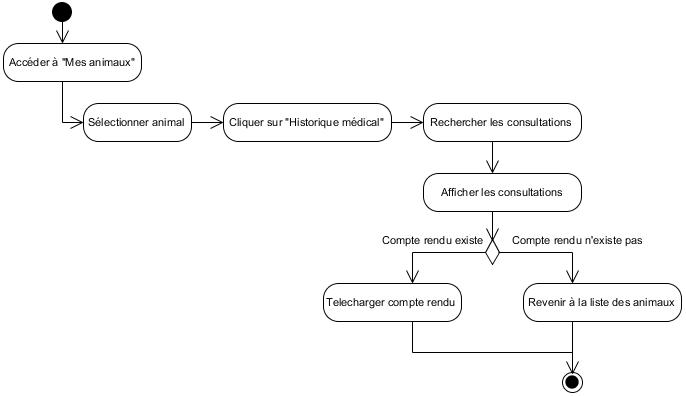 Accéder à "Mes animaux"
Sélectionner animal
Cliquer sur "Historique médical"
Rechercher les consultations
Afficher les consultations
Compte rendu existe
Compte rendu n'existe pas
Telecharger compte rendu
Revenir à la liste des animaux